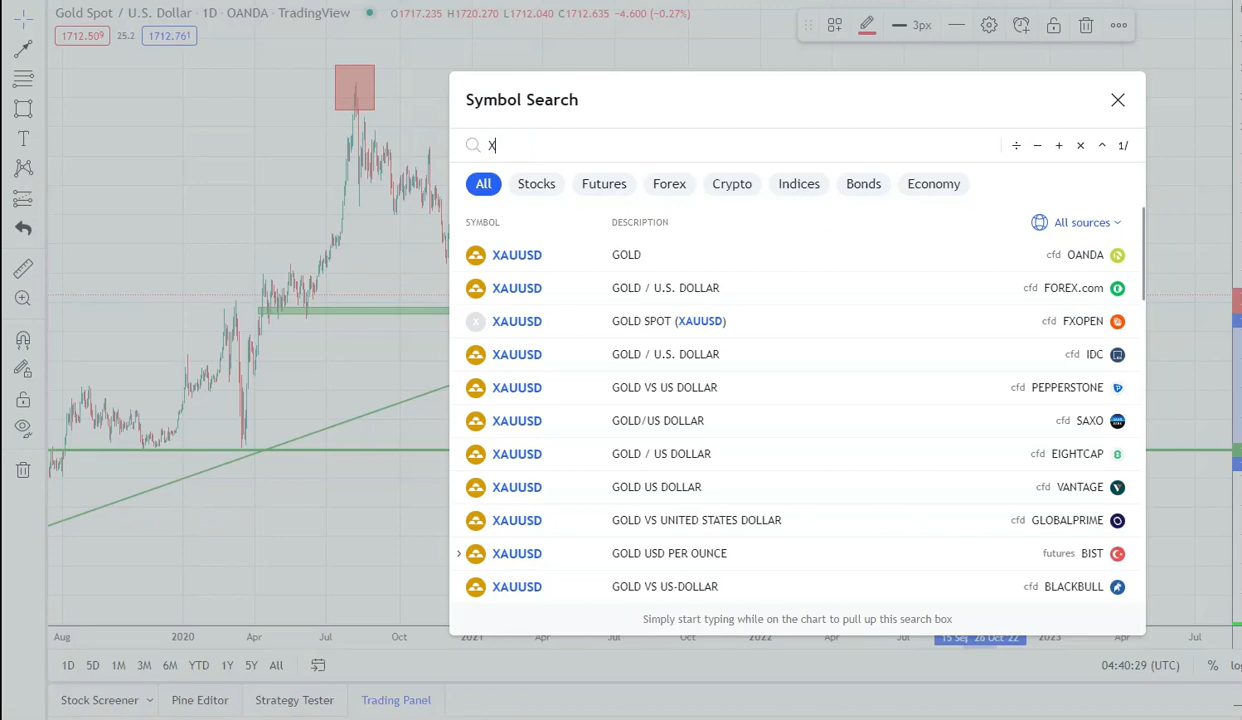 Gold Spot / U.S. Dollar · 1D · OANDA · TradingView O1717.235 H1720.270 L1712.040 C1712.635 -4.600 (-0.27%)
1712.509 25.2 1712.761
3px
Symbol Search
X
÷ − + × ^ 1/
All Stocks Futures Forex Crypto Indices Bonds Economy
SYMBOL DESCRIPTION All sources
XAUUSD GOLD cfd OANDA
XAUUSD GOLD / U.S. DOLLAR cfd FOREX.com
X XAUUSD GOLD SPOT (XAUUSD) cfd FXOPEN
XAUUSD GOLD / U.S. DOLLAR cfd IDC
XAUUSD GOLD VS US DOLLAR cfd PEPPERSTONE
XAUUSD GOLD/US DOLLAR cfd SAXO
XAUUSD GOLD / US DOLLAR cfd EIGHTCAP
XAUUSD GOLD US DOLLAR cfd VANTAGE
XAUUSD GOLD VS UNITED STATES DOLLAR cfd GLOBALPRIME
XAUUSD GOLD USD PER OUNCE futures BIST
XAUUSD GOLD VS US-DOLLAR cfd BLACKBULL
Simply start typing while on the chart to pull up this search box
Aug 2020 Apr Jul Oct 2021 Apr Jul Oct 2022 Apr Jul 2023 Apr Jul
1D 5D 1M 3M 6M YTD 1Y 5Y All 04:40:29 (UTC) % log
Stock Screener Pine Editor Strategy Tester Trading Panel